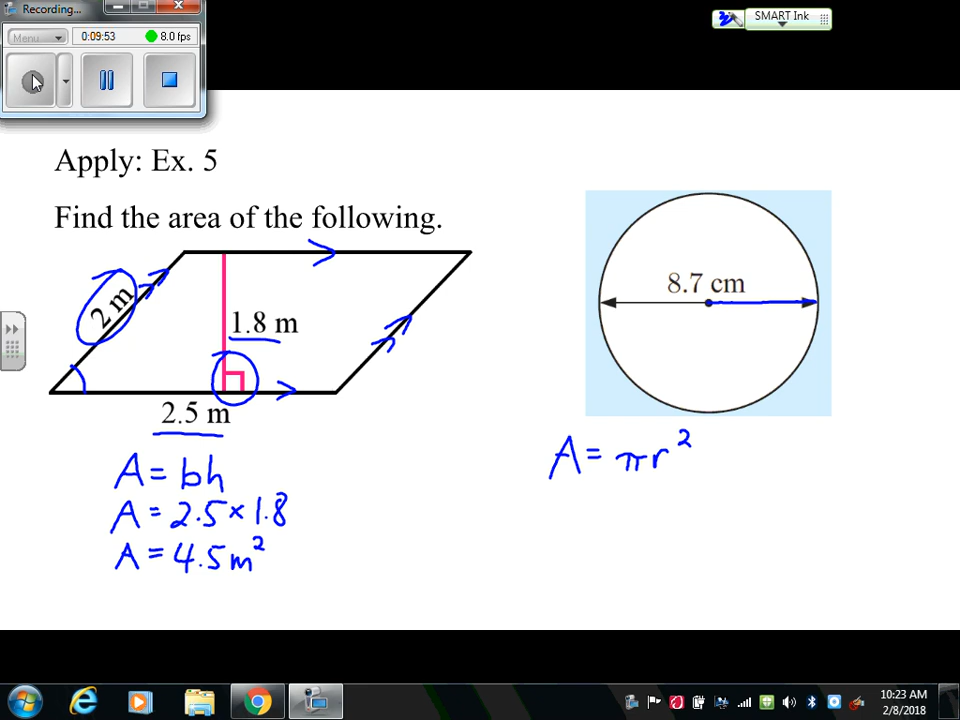 Recording...
Menu
0:09:53
8.0 fps
SMART Ink
Apply: Ex. 5
Find the area of the following.
2 m
1.8 m
2.5 m
A = bh
A = 2.5 × 1.8
A = 4.5 m²
8.7 cm
A = πr²
10:23 AM
2/8/2018